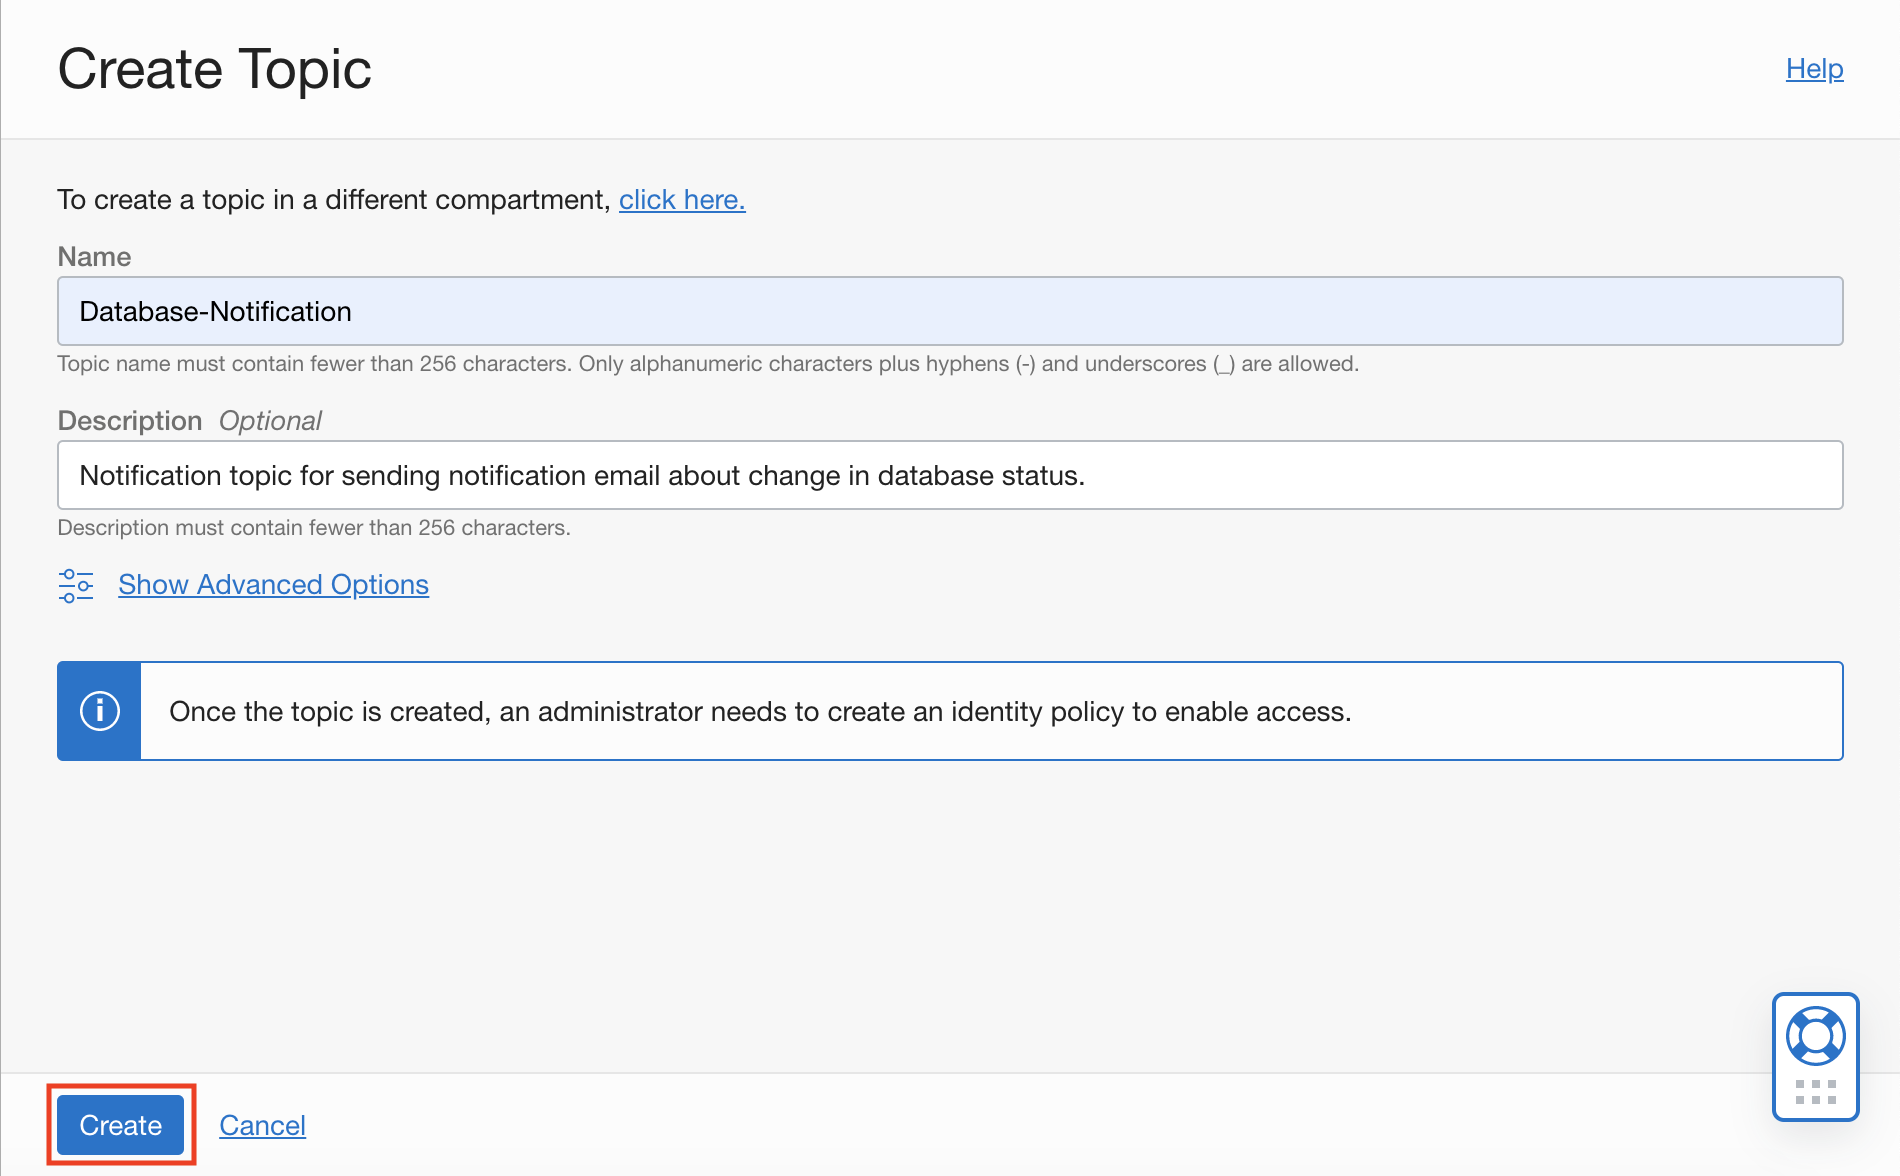 Create Topic
Help
To create a topic in a different compartment, click here.
Name
Database-Notification
Topic name must contain fewer than 256 characters. Only alphanumeric characters plus hyphens (-) and underscores (_) are allowed.
Description Optional
Notification topic for sending notification email about change in database status.
Description must contain fewer than 256 characters.
Show Advanced Options
Once the topic is created, an administrator needs to create an identity policy to enable access.
Create
Cancel